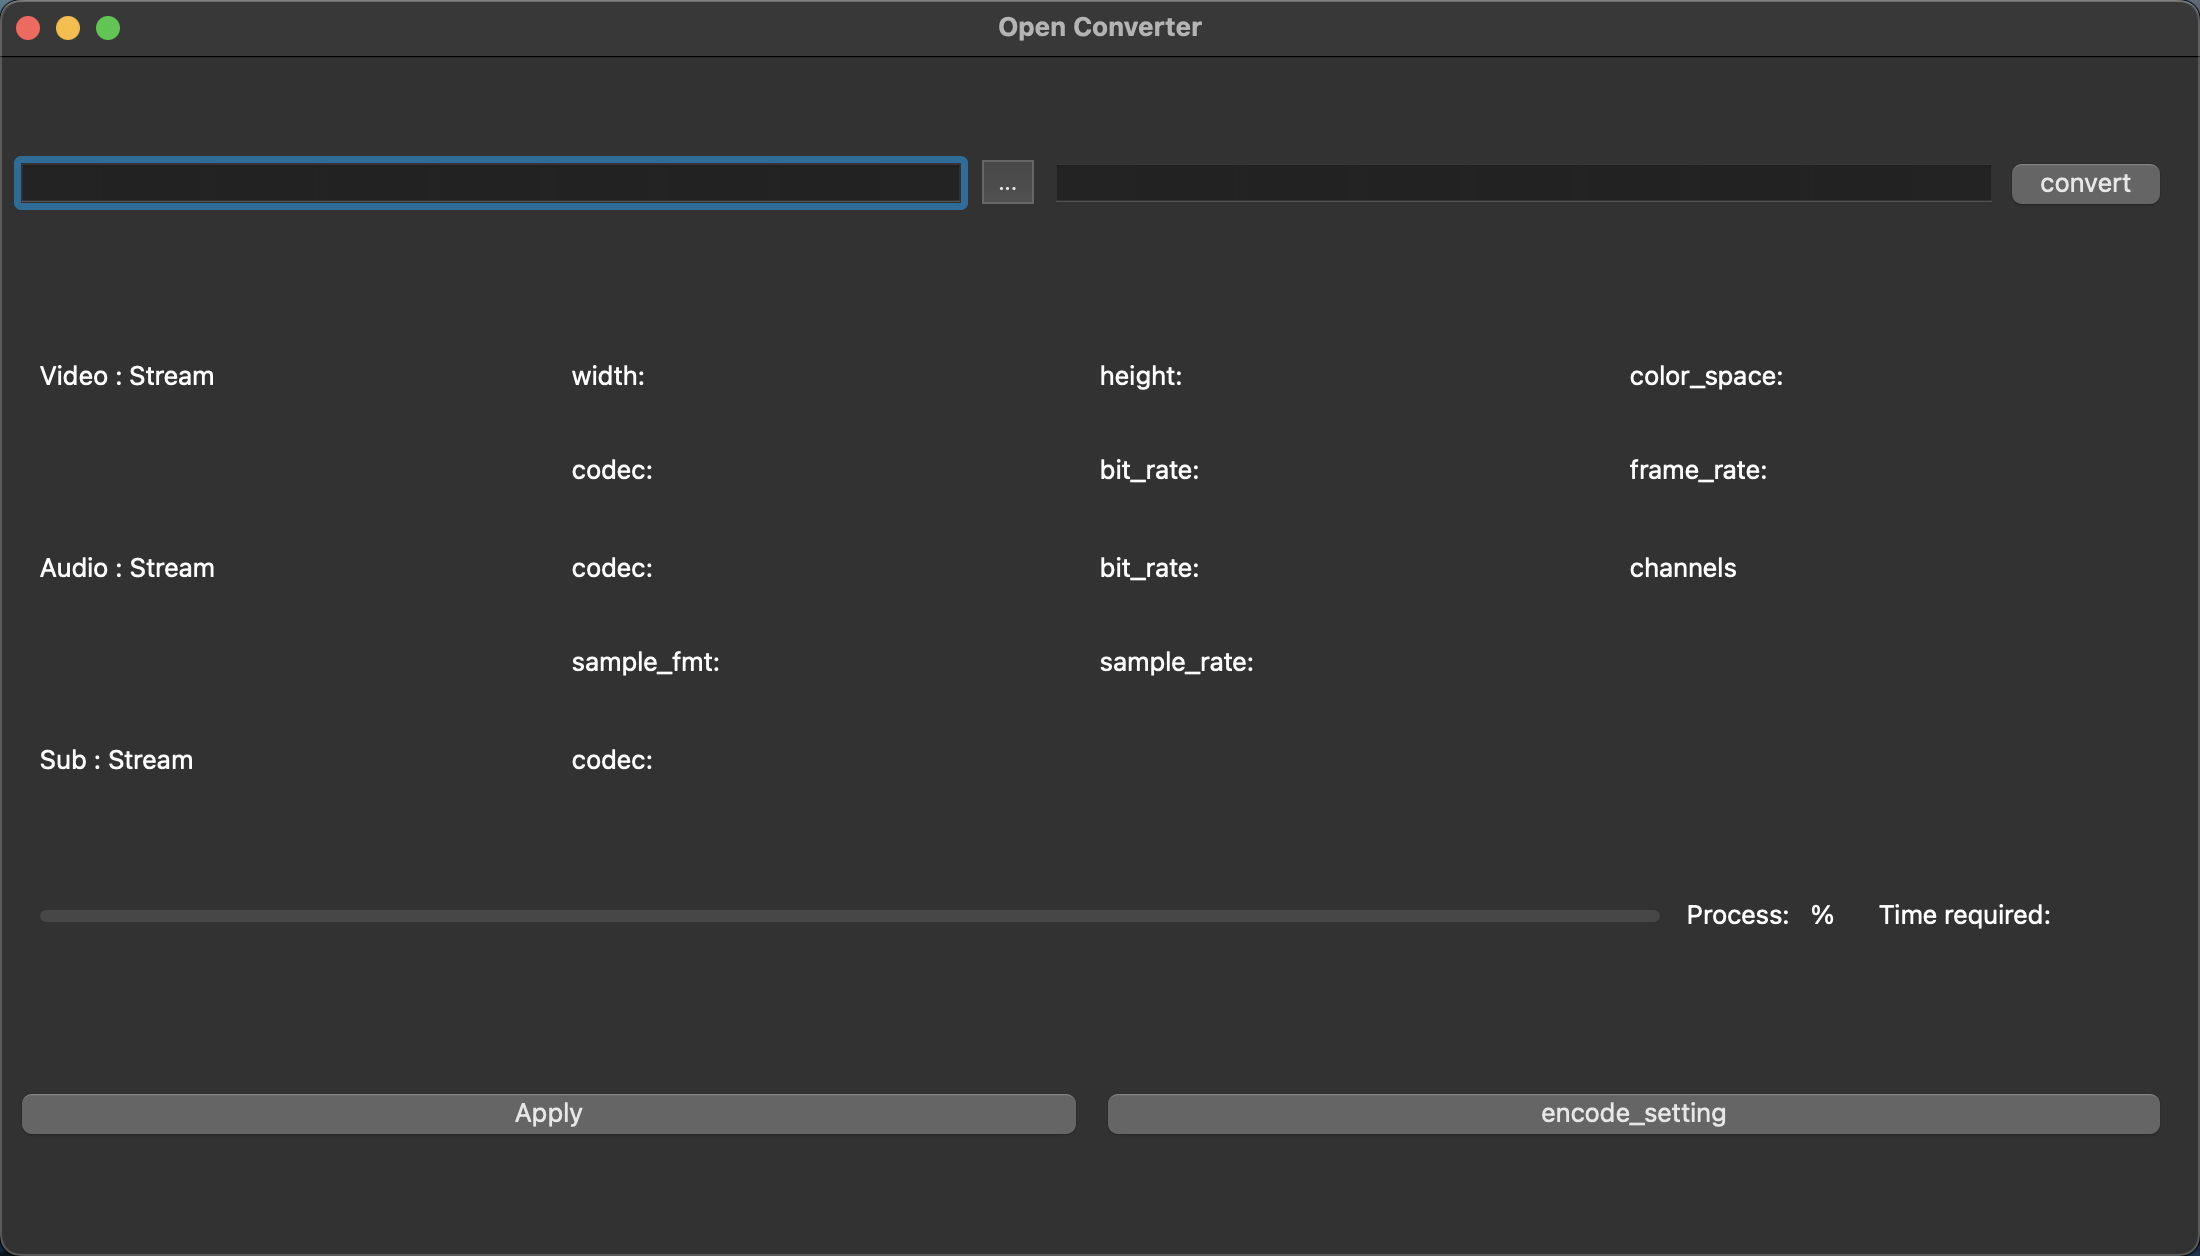 Open Converter
... convert
Video : Stream width: height: color_space:
codec: bit_rate: frame_rate:
Audio : Stream codec: bit_rate: channels
sample_fmt: sample_rate:
Sub : Stream codec:
Process: % Time required:
Apply encode_setting